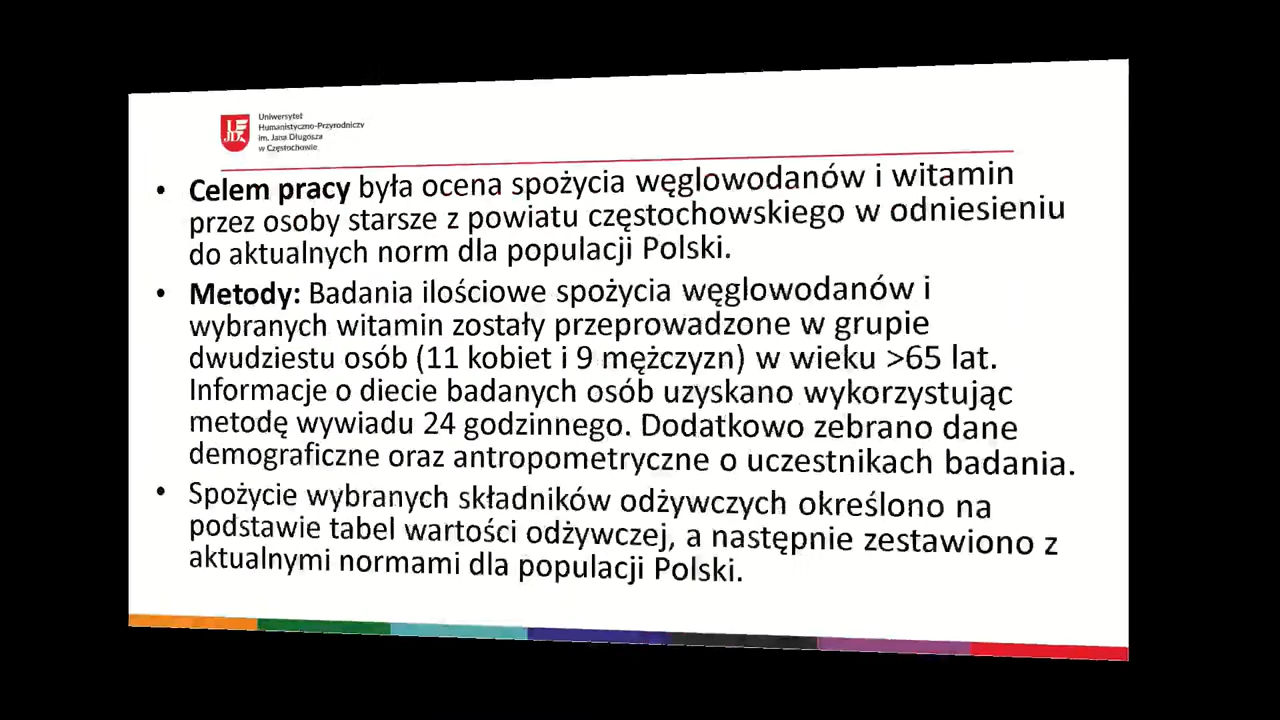 Uniwersytet
Humanistyczno-Przyrodniczy
im. Jana Długosza
w Częstochowie
• Celem pracy była ocena spożycia węglowodanów i witamin
przez osoby starsze z powiatu częstochowskiego w odniesieniu
do aktualnych norm dla populacji Polski.
• Metody: Badania ilościowe spożycia węglowodanów i
wybranych witamin zostały przeprowadzone w grupie
dwudziestu osób (11 kobiet i 9 mężczyzn) w wieku >65 lat.
Informacje o diecie badanych osób uzyskano wykorzystując
metodę wywiadu 24 godzinnego. Dodatkowo zebrano dane
demograficzne oraz antropometryczne o uczestnikach badania.
• Spożycie wybranych składników odżywczych określono na
podstawie tabel wartości odżywczej, a następnie zestawiono z
aktualnymi normami dla populacji Polski.